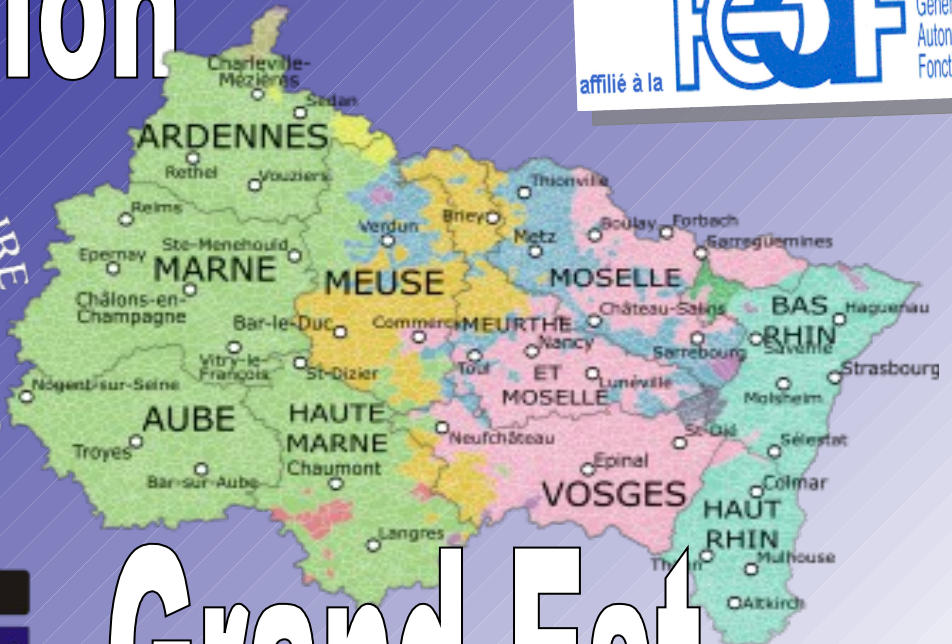 ion
affilié à la
FGAF
Génér
Auton
Fonct
IRE
Charleville-
Mézières
Sedan
ARDENNES
Rethel
Vouziers
Thionville
Reims
Briey
Boulay
Forbach
Verdun
Metz
Sarreguemines
Epernay
Ste-Menehould
MARNE
MEUSE
MOSELLE
BAS
RHIN
Haguenau
Châlons-en-
Champagne
Château-Salins
Bar-le-Duc
Commercy
MEURTHE
ET
MOSELLE
Nancy
Sarrebourg
Saverne
Vitry-le-
François
St-Dizier
Toul
Lunéville
Strasbourg
Molsheim
Nogent-sur-Seine
AUBE
HAUTE
MARNE
Neufchâteau
St-Dié
Sélestat
Troyes
Chaumont
Epinal
Bar-sur-Aube
VOSGES
Colmar
HAUT
RHIN
Langres
Thann
Mulhouse
Altkirch
Grand Est